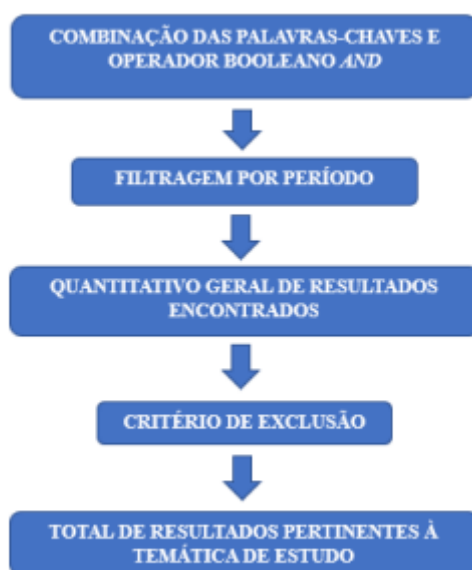 COMBINAÇÃO DAS PALAVRAS-CHAVES E
OPERADOR BOOLEANO AND
FILTRAGEM POR PERÍODO
QUANTITATIVO GERAL DE RESULTADOS
ENCONTRADOS
CRITÉRIO DE EXCLUSÃO
TOTAL DE RESULTADOS PERTINENTES À
TEMÁTICA DE ESTUDO